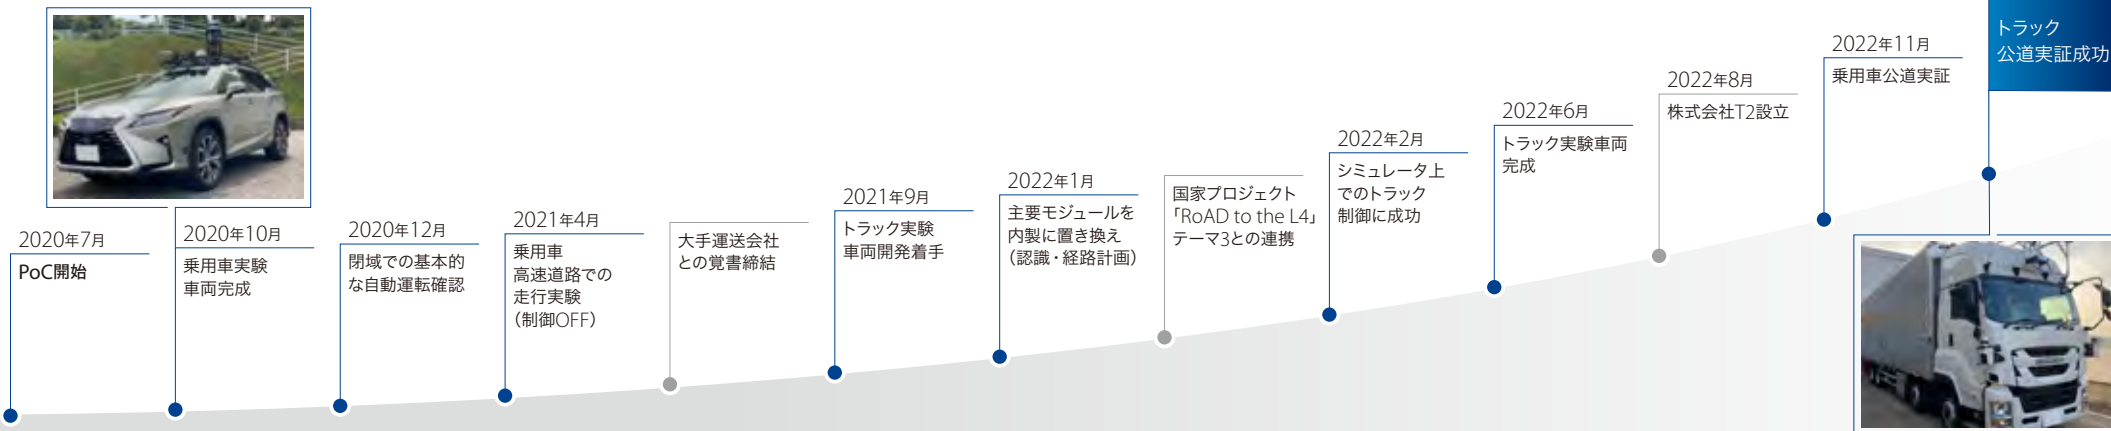 2020年7月
PoC開始
2020年10月
乗用車実験
車両完成
2020年12月
閉域での基本的
な自動運転確認
2021年4月
乗用車
高速道路での
走行実験
（制御OFF）
大手運送会社
との覚書締結
2021年9月
トラック実験
車両開発着手
2022年1月
主要モジュールを
内製に置き換え
（認識・経路計画）
国家プロジェクト
「RoAD to the L4」
テーマ3との連携
2022年2月
シミュレータ上
でのトラック
制御に成功
2022年6月
トラック実験車両
完成
2022年8月
株式会社T2設立
2022年11月
乗用車公道実証
トラック
公道実証成功